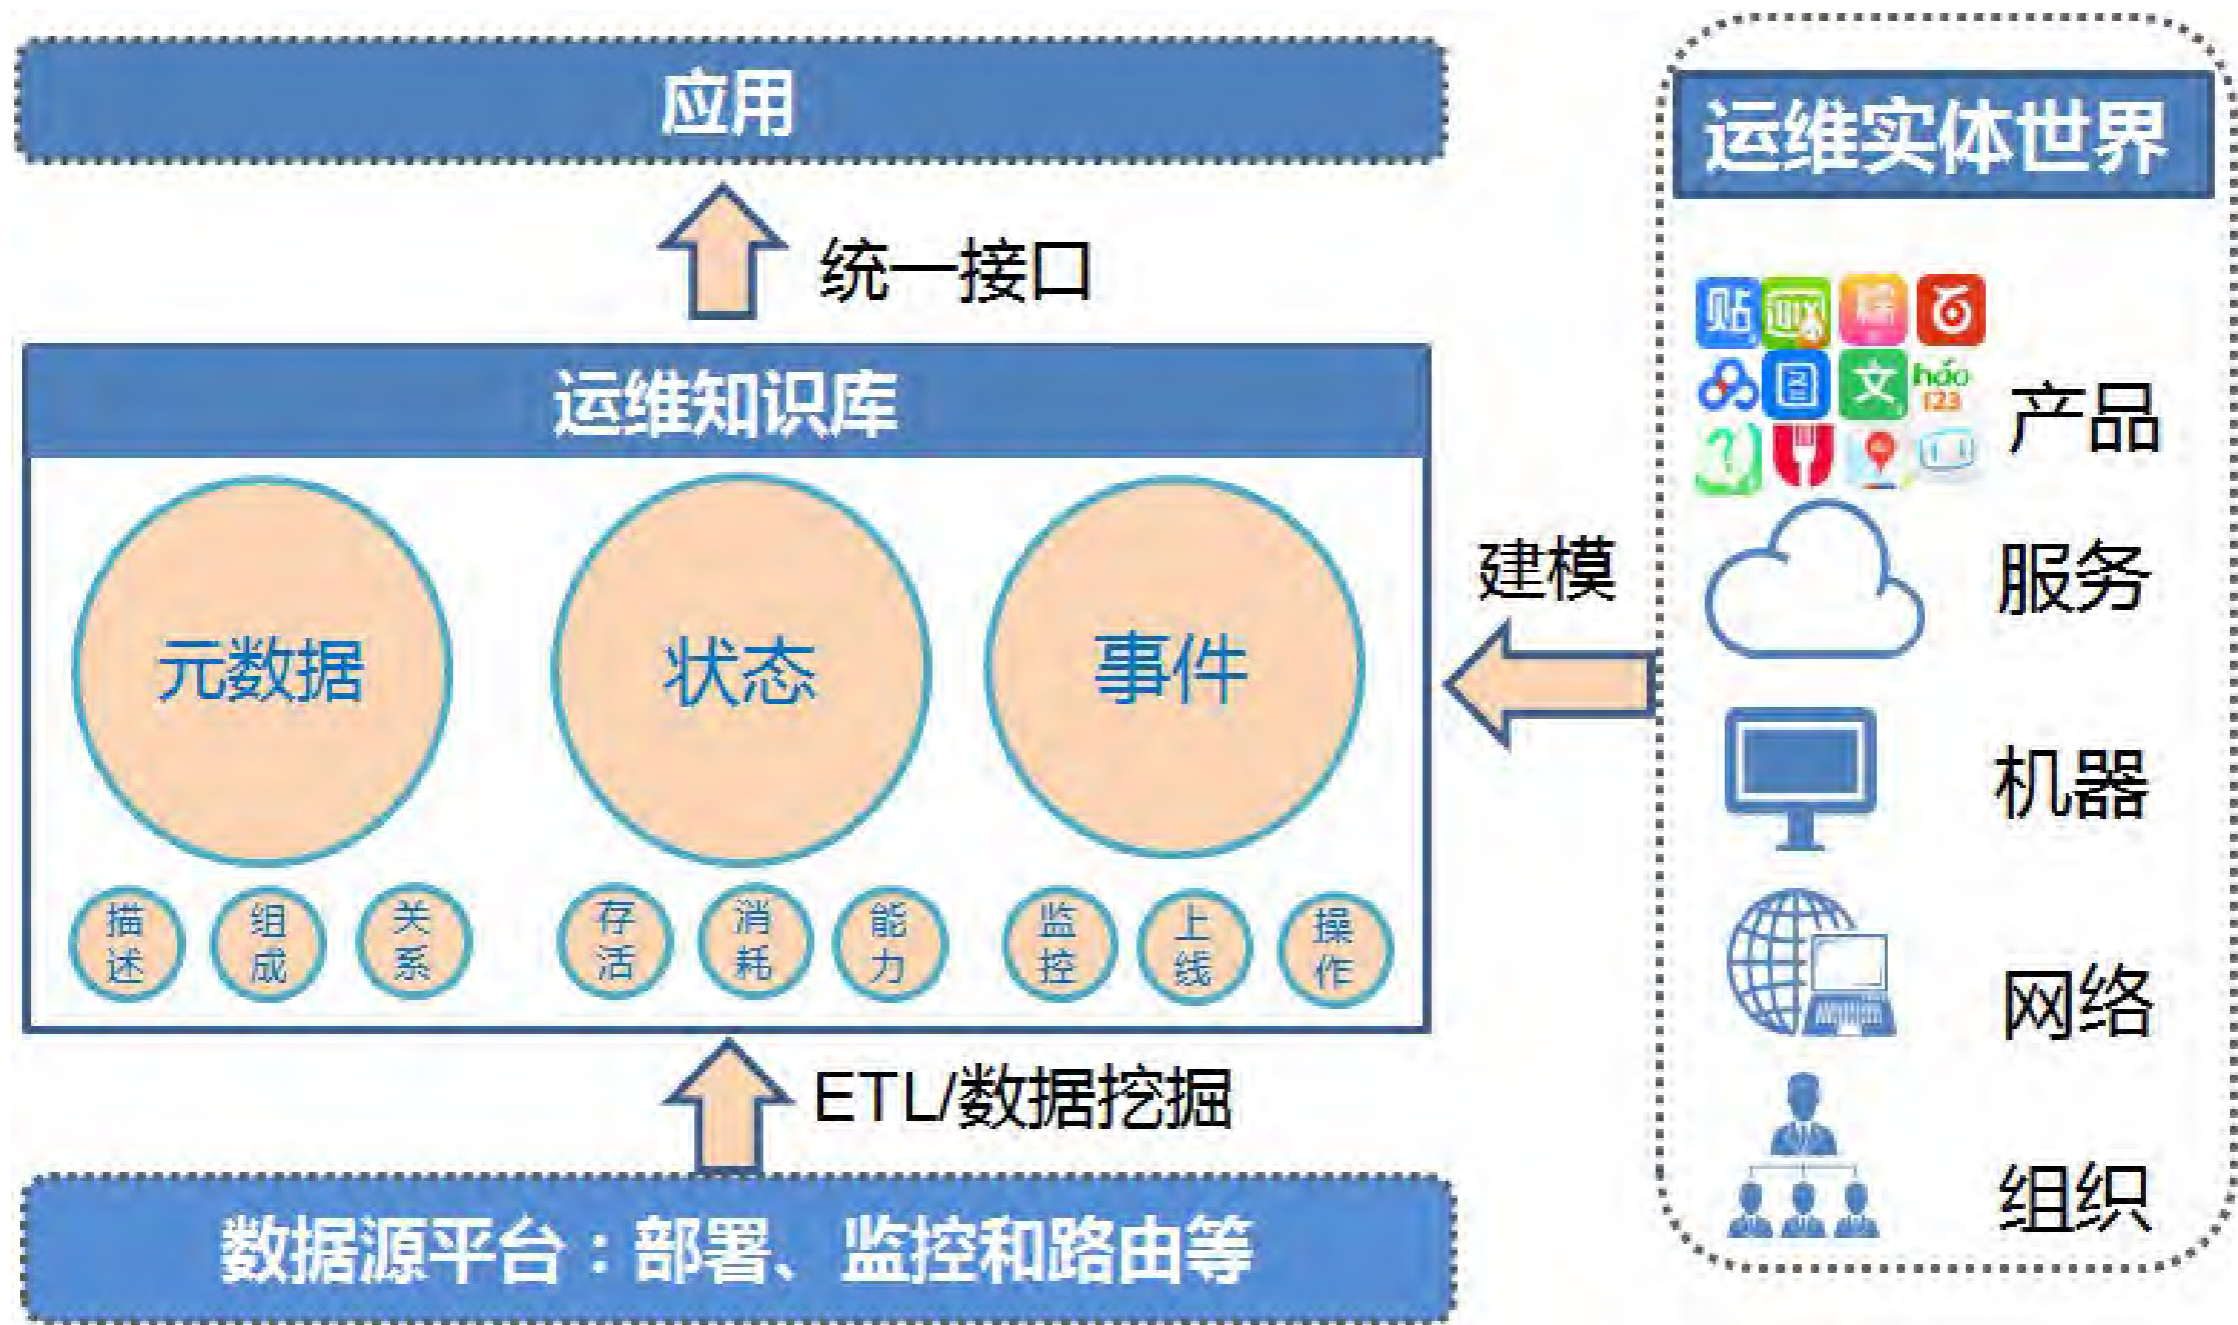 应用
统一接口
运维知识库
元数据
状态
事件
描述
组成
关系
存活
消耗
能力
监控
上线
操作
ETL/数据挖掘
数据源平台：部署、监控和路由等
建模
运维实体世界
贴
文
hao
123
?
产品
服务
机器
网络
组织